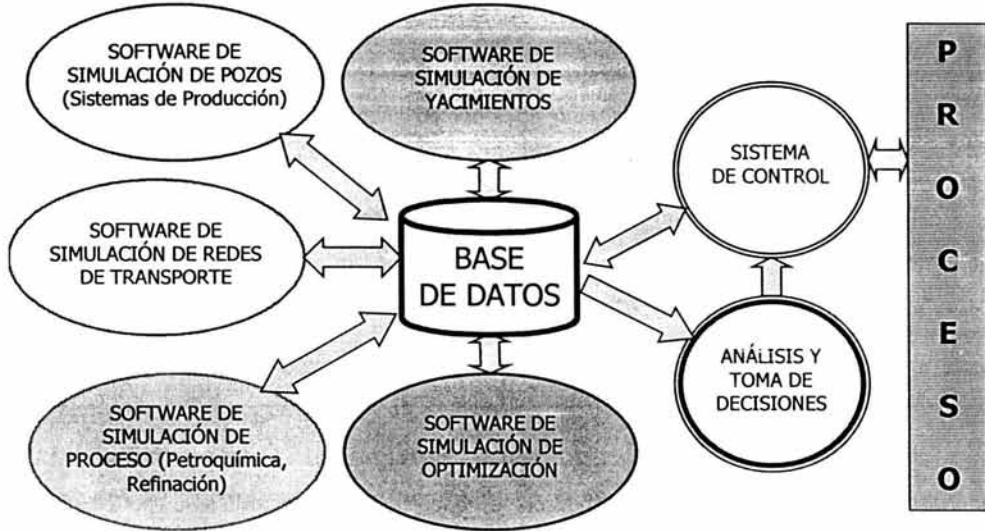 SOFTWARE DE
SIMULACIÓN DE POZOS
(Sistemas de Producción)
SOFTWARE DE
SIMULACIÓN DE
YACIMIENTOS
SOFTWARE DE
SIMULACIÓN DE REDES
DE TRANSPORTE
BASE
DE DATOS
SISTEMA
DE CONTROL
SOFTWARE DE
SIMULACIÓN DE
PROCESO (Petroquímica,
Refinación)
SOFTWARE DE
SIMULACIÓN DE
OPTIMIZACIÓN
ANÁLISIS Y
TOMA DE
DECISIONES
P
R
O
C
E
S
O